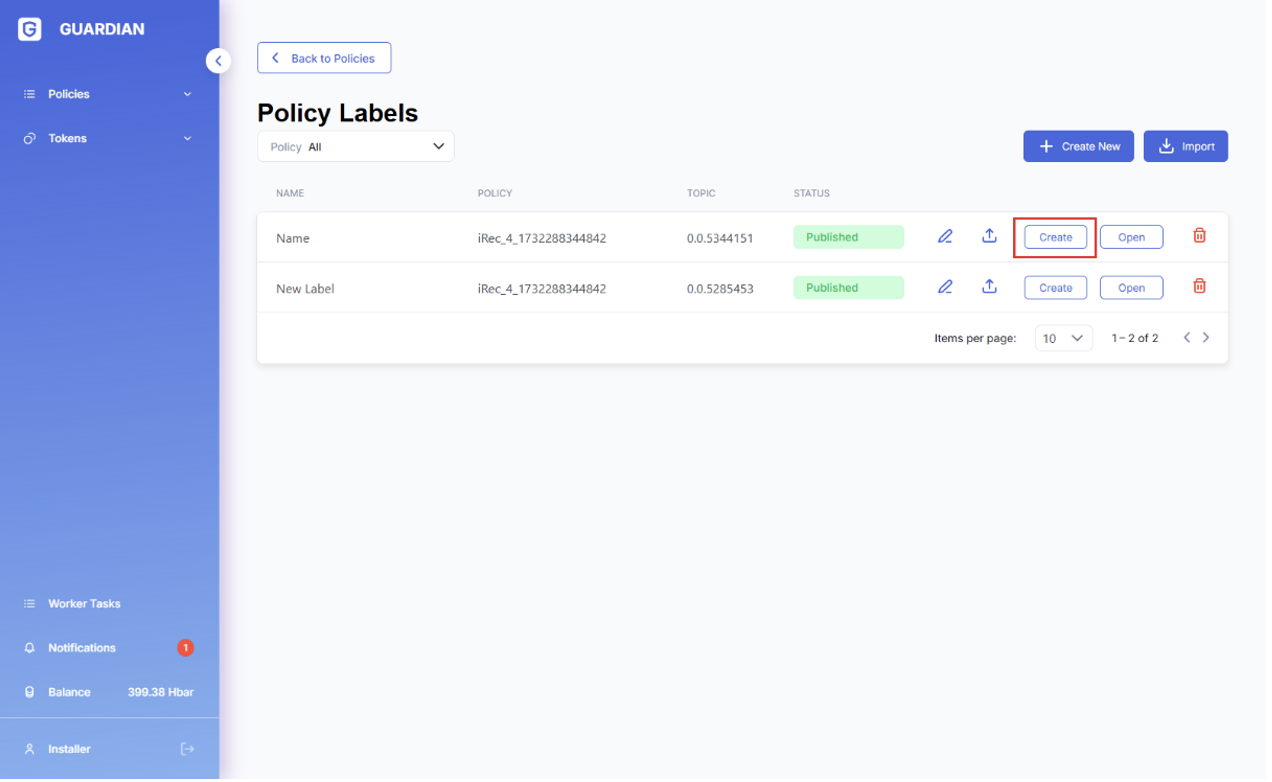 GUARDIAN
Policies
Tokens
Worker Tasks
Notifications 1
Balance 399.38 Hbar
Installer
Back to Policies
Policy Labels
Policy All
Create New
Import
NAME POLICY TOPIC STATUS
Name iRec_4_1732288344842 0.0.5344151 Published Create Open
New Label iRec_4_1732288344842 0.0.5285453 Published Create Open
Items per page: 10 1 – 2 of 2